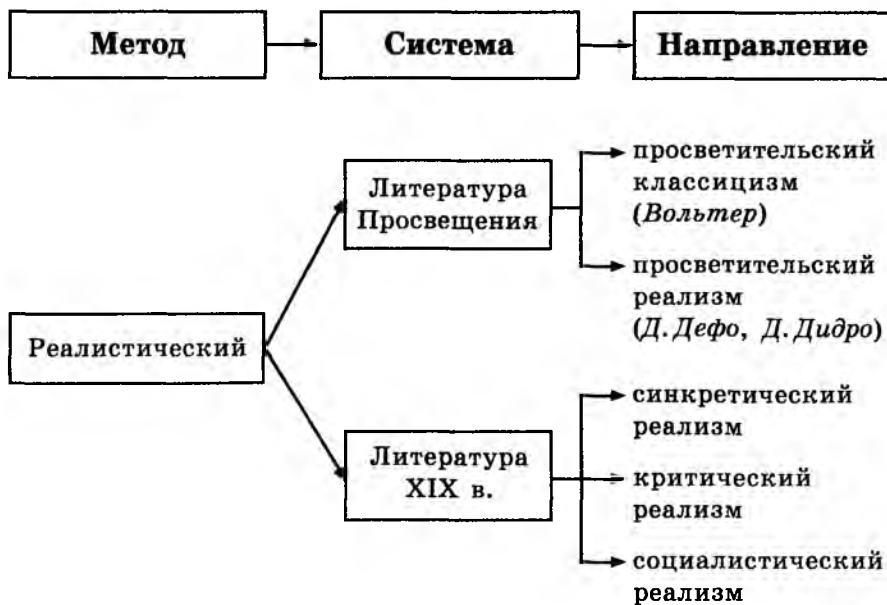 Метод
Система
Направление
Реалистический
Литература
Просвещения
просветительский
классицизм
(Вольтер)
просветительский
реализм
(Д. Дефо, Д. Дидро)
Литература
XIX в.
синкретический
реализм
критический
реализм
социалистический
реализм